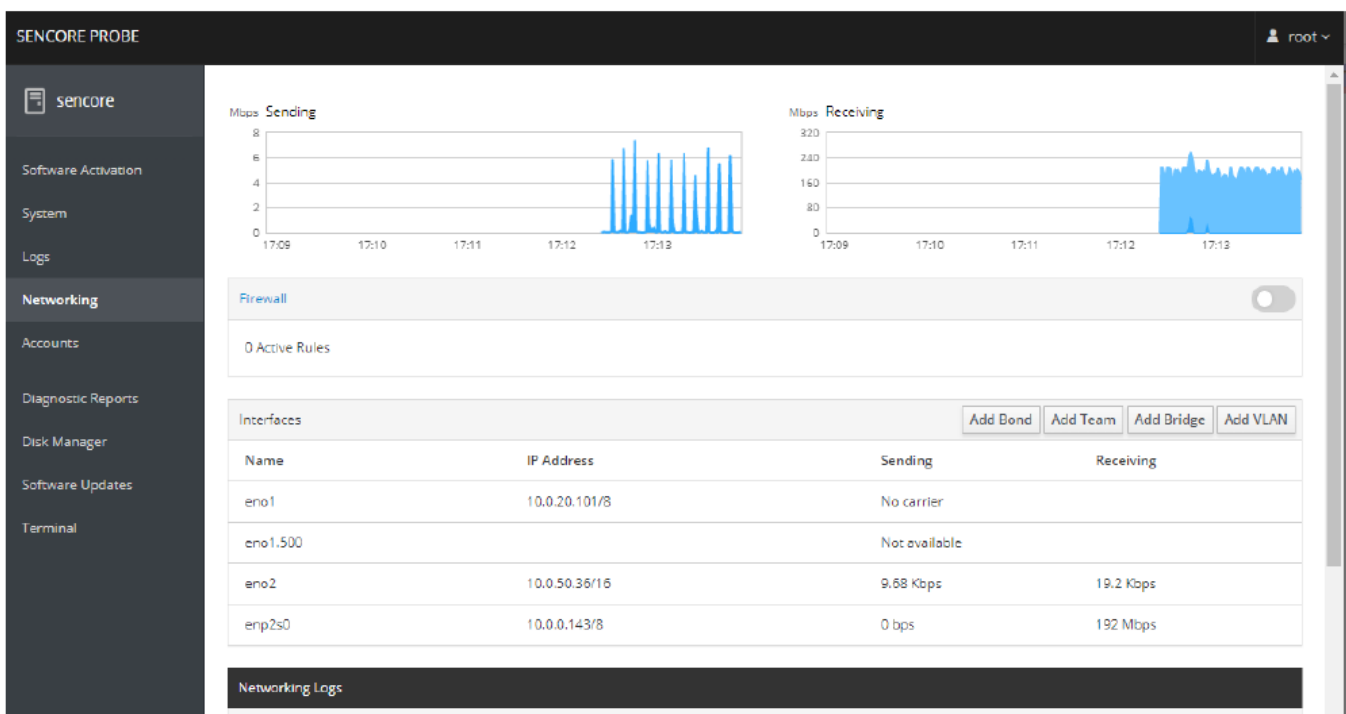 SENCORE PROBE
root
sencore
Software Activation
System
Logs
Networking
Accounts
Diagnostic Reports
Disk Manager
Software Updates
Terminal
Mbps Sending
8
6
4
2
0
17:09 17:10 17:11 17:12 17:13
Mbps Receiving
320
240
160
80
0
17:09 17:10 17:11 17:12 17:13
Firewall
0 Active Rules
Interfaces Add Bond Add Team Add Bridge Add VLAN
Name IP Address Sending Receiving
eno1 10.0.20.101/8 No carrier
eno1.500 Not available
eno2 10.0.50.36/16 9.68 Kbps 19.2 Kbps
enp2s0 10.0.0.143/8 0 bps 192 Mbps
Networking Logs